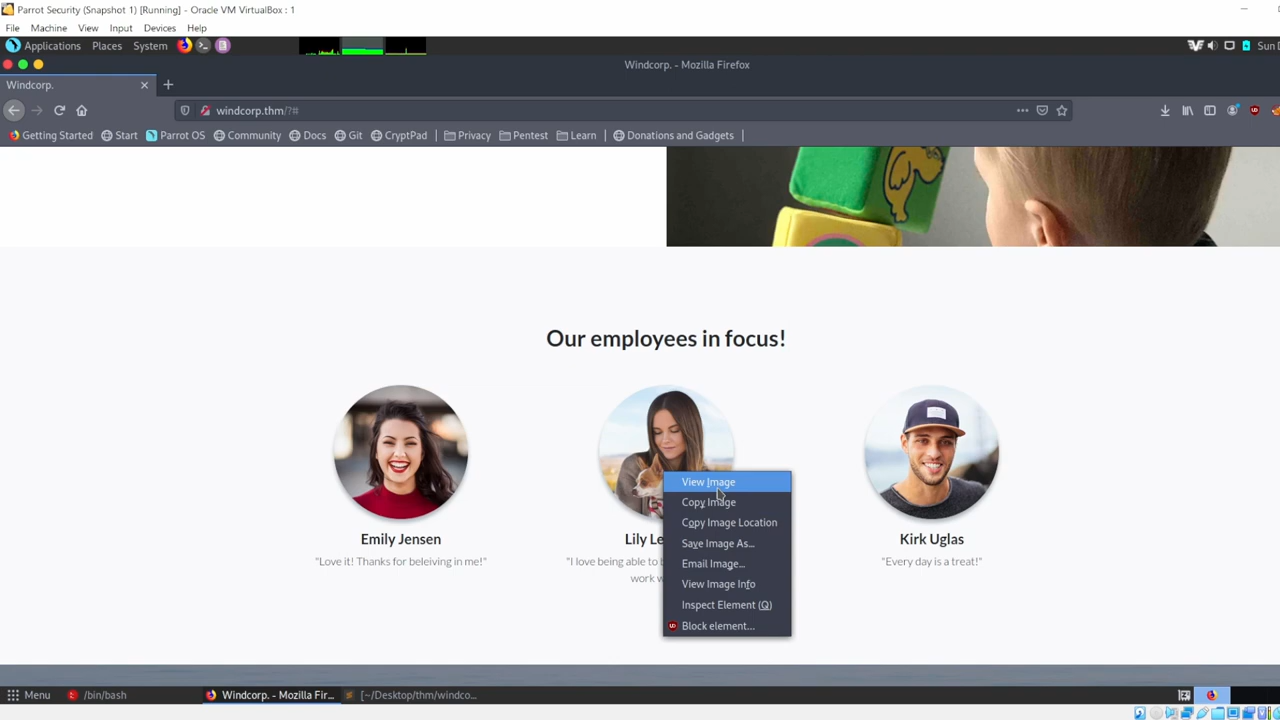 Parrot Security (Snapshot 1) [Running] - Oracle VM VirtualBox : 1
File Machine View Input Devices Help
Applications Places System Sun
Windcorp. - Mozilla Firefox
Windcorp.
windcorp.thm/?#
Getting Started Start Parrot OS Community Docs Git CryptPad Privacy Pentest Learn Donations and Gadgets
Our employees in focus!
Emily Jensen
"Love it! Thanks for beleiving in me!"
Lily Le
"I love being able to
work
Kirk Uglas
"Every day is a treat!"
View Image
Copy Image
Copy Image Location
Save Image As...
Email Image...
View Image Info
Inspect Element (Q)
Block element...
Menu /bin/bash Windcorp. - Mozilla Fir... [~/Desktop/thm/windco...